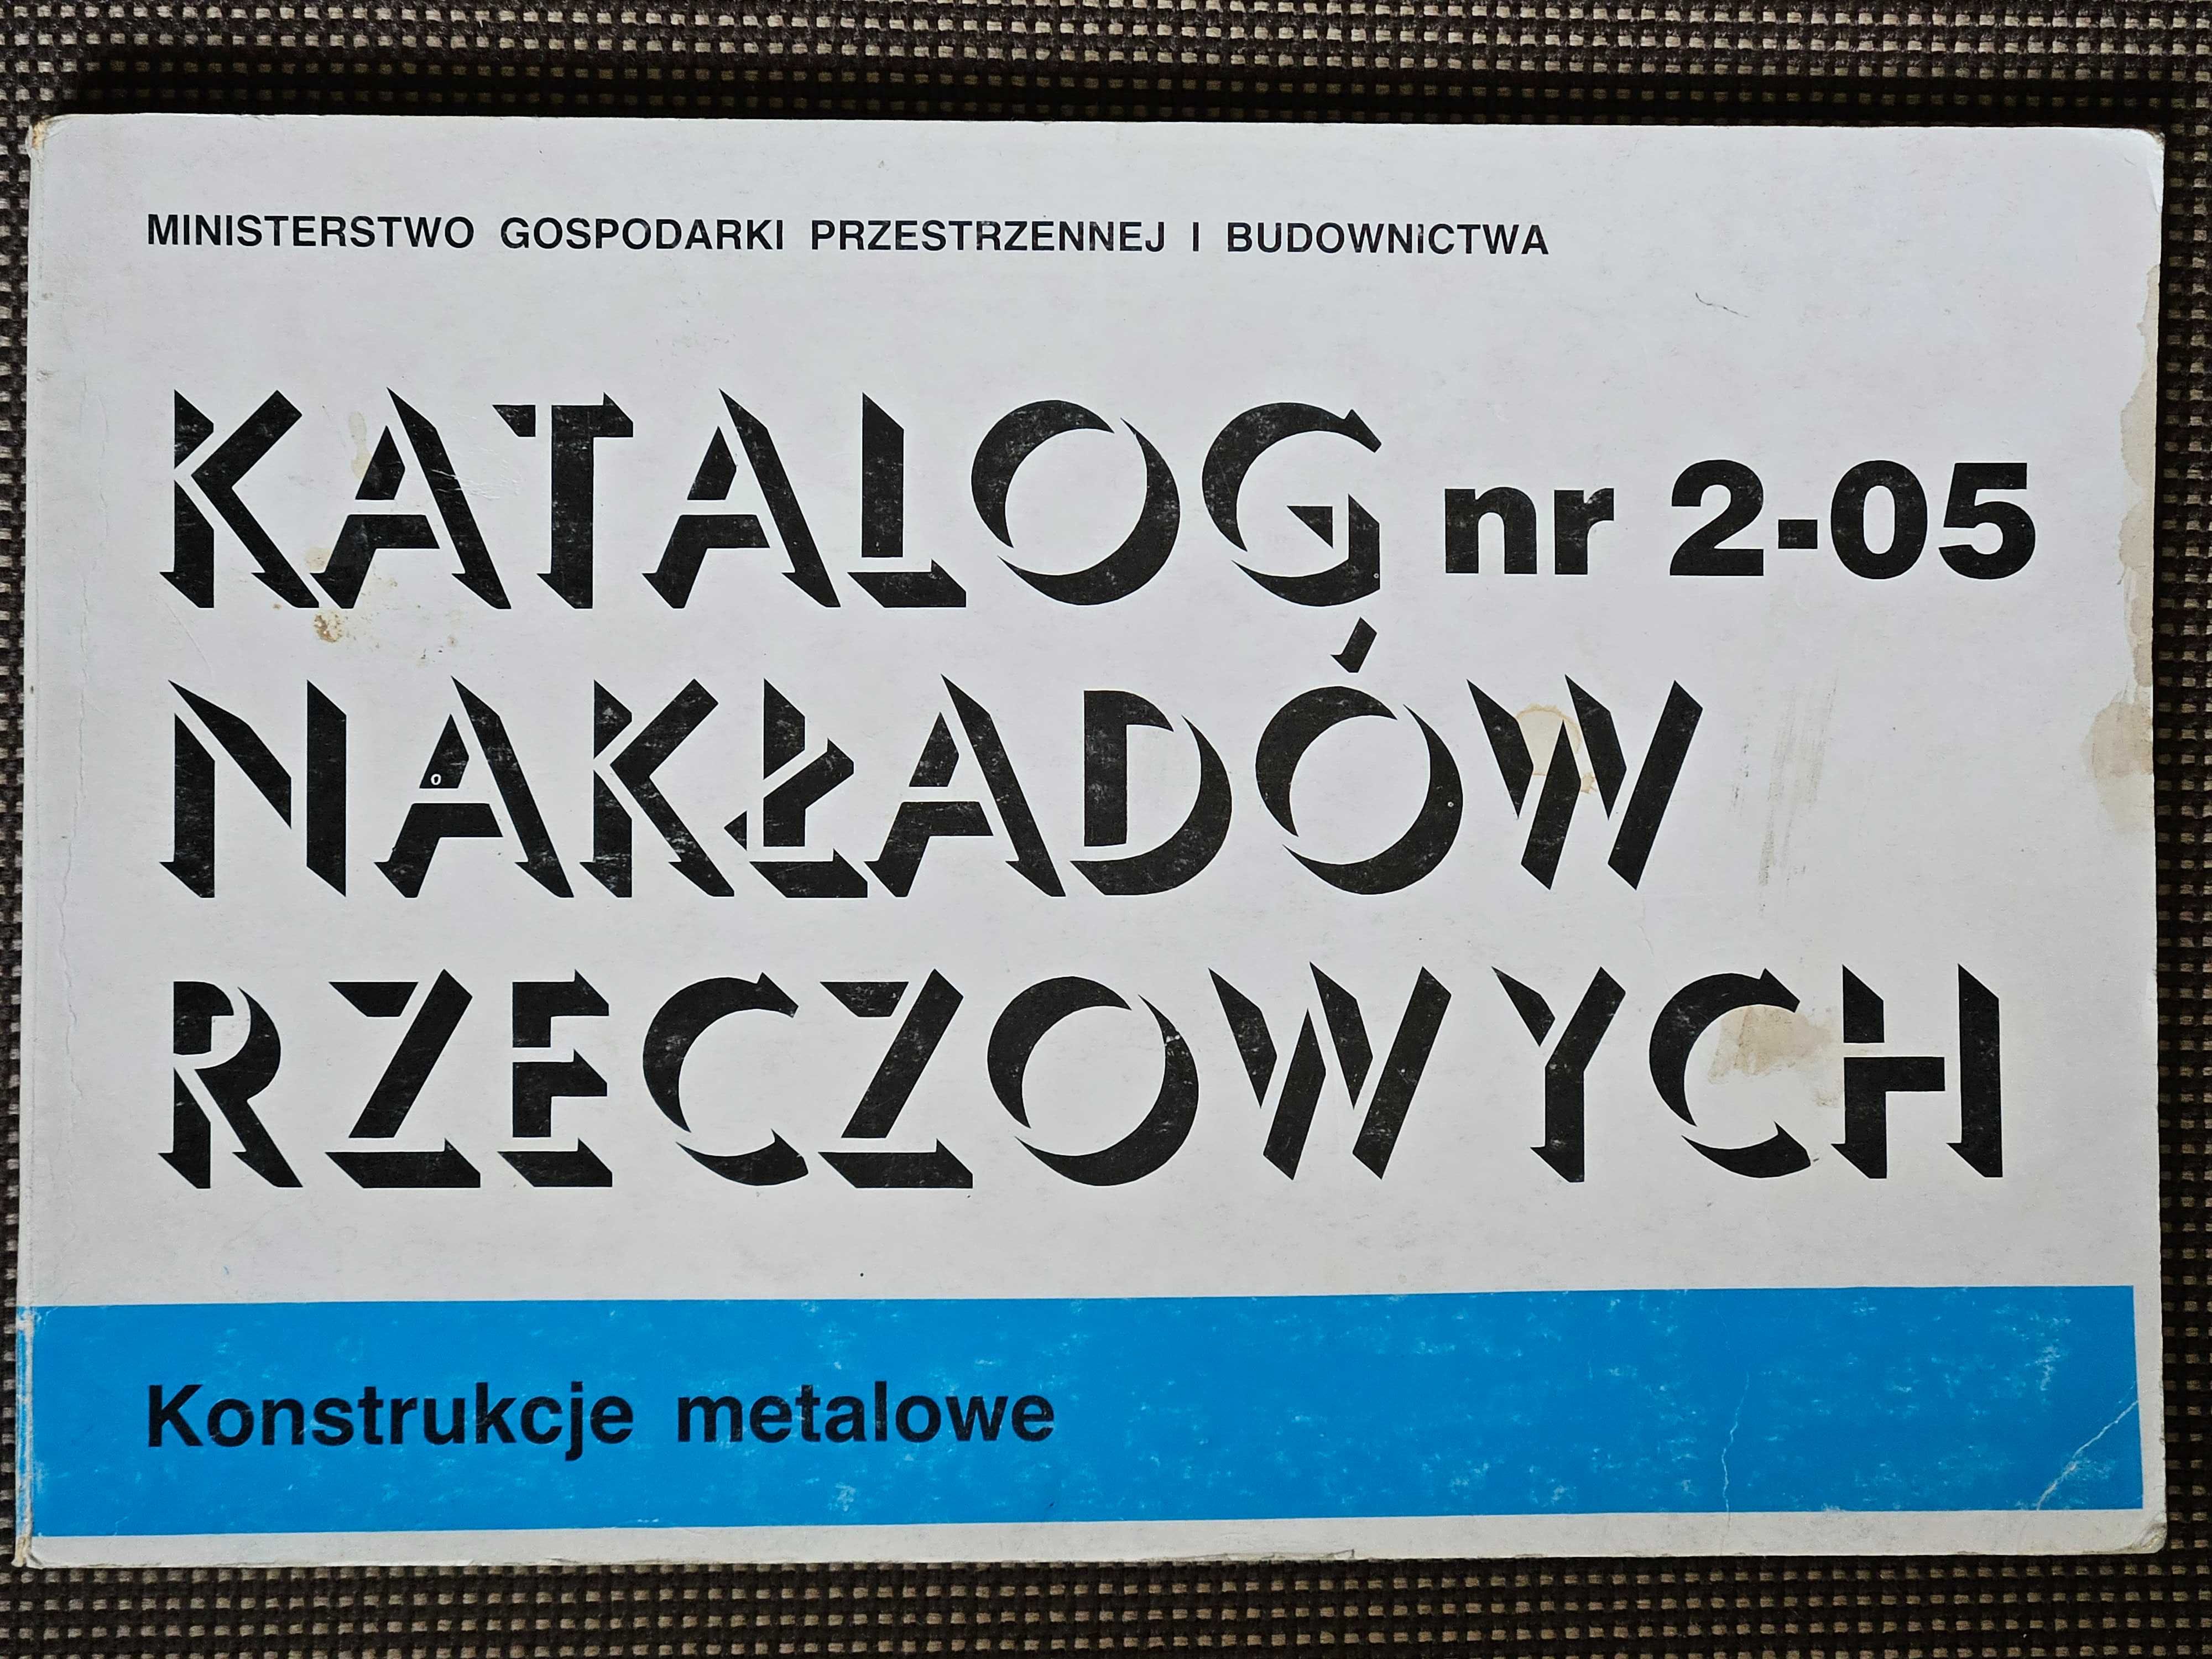 MINISTERSTWO GOSPODARKI PRZESTRZENNEJ I BUDOWNICTWA
KATALOG nr 2-05
NAKŁADÓW
RZECZOWYCH
Konstrukcje metalowe